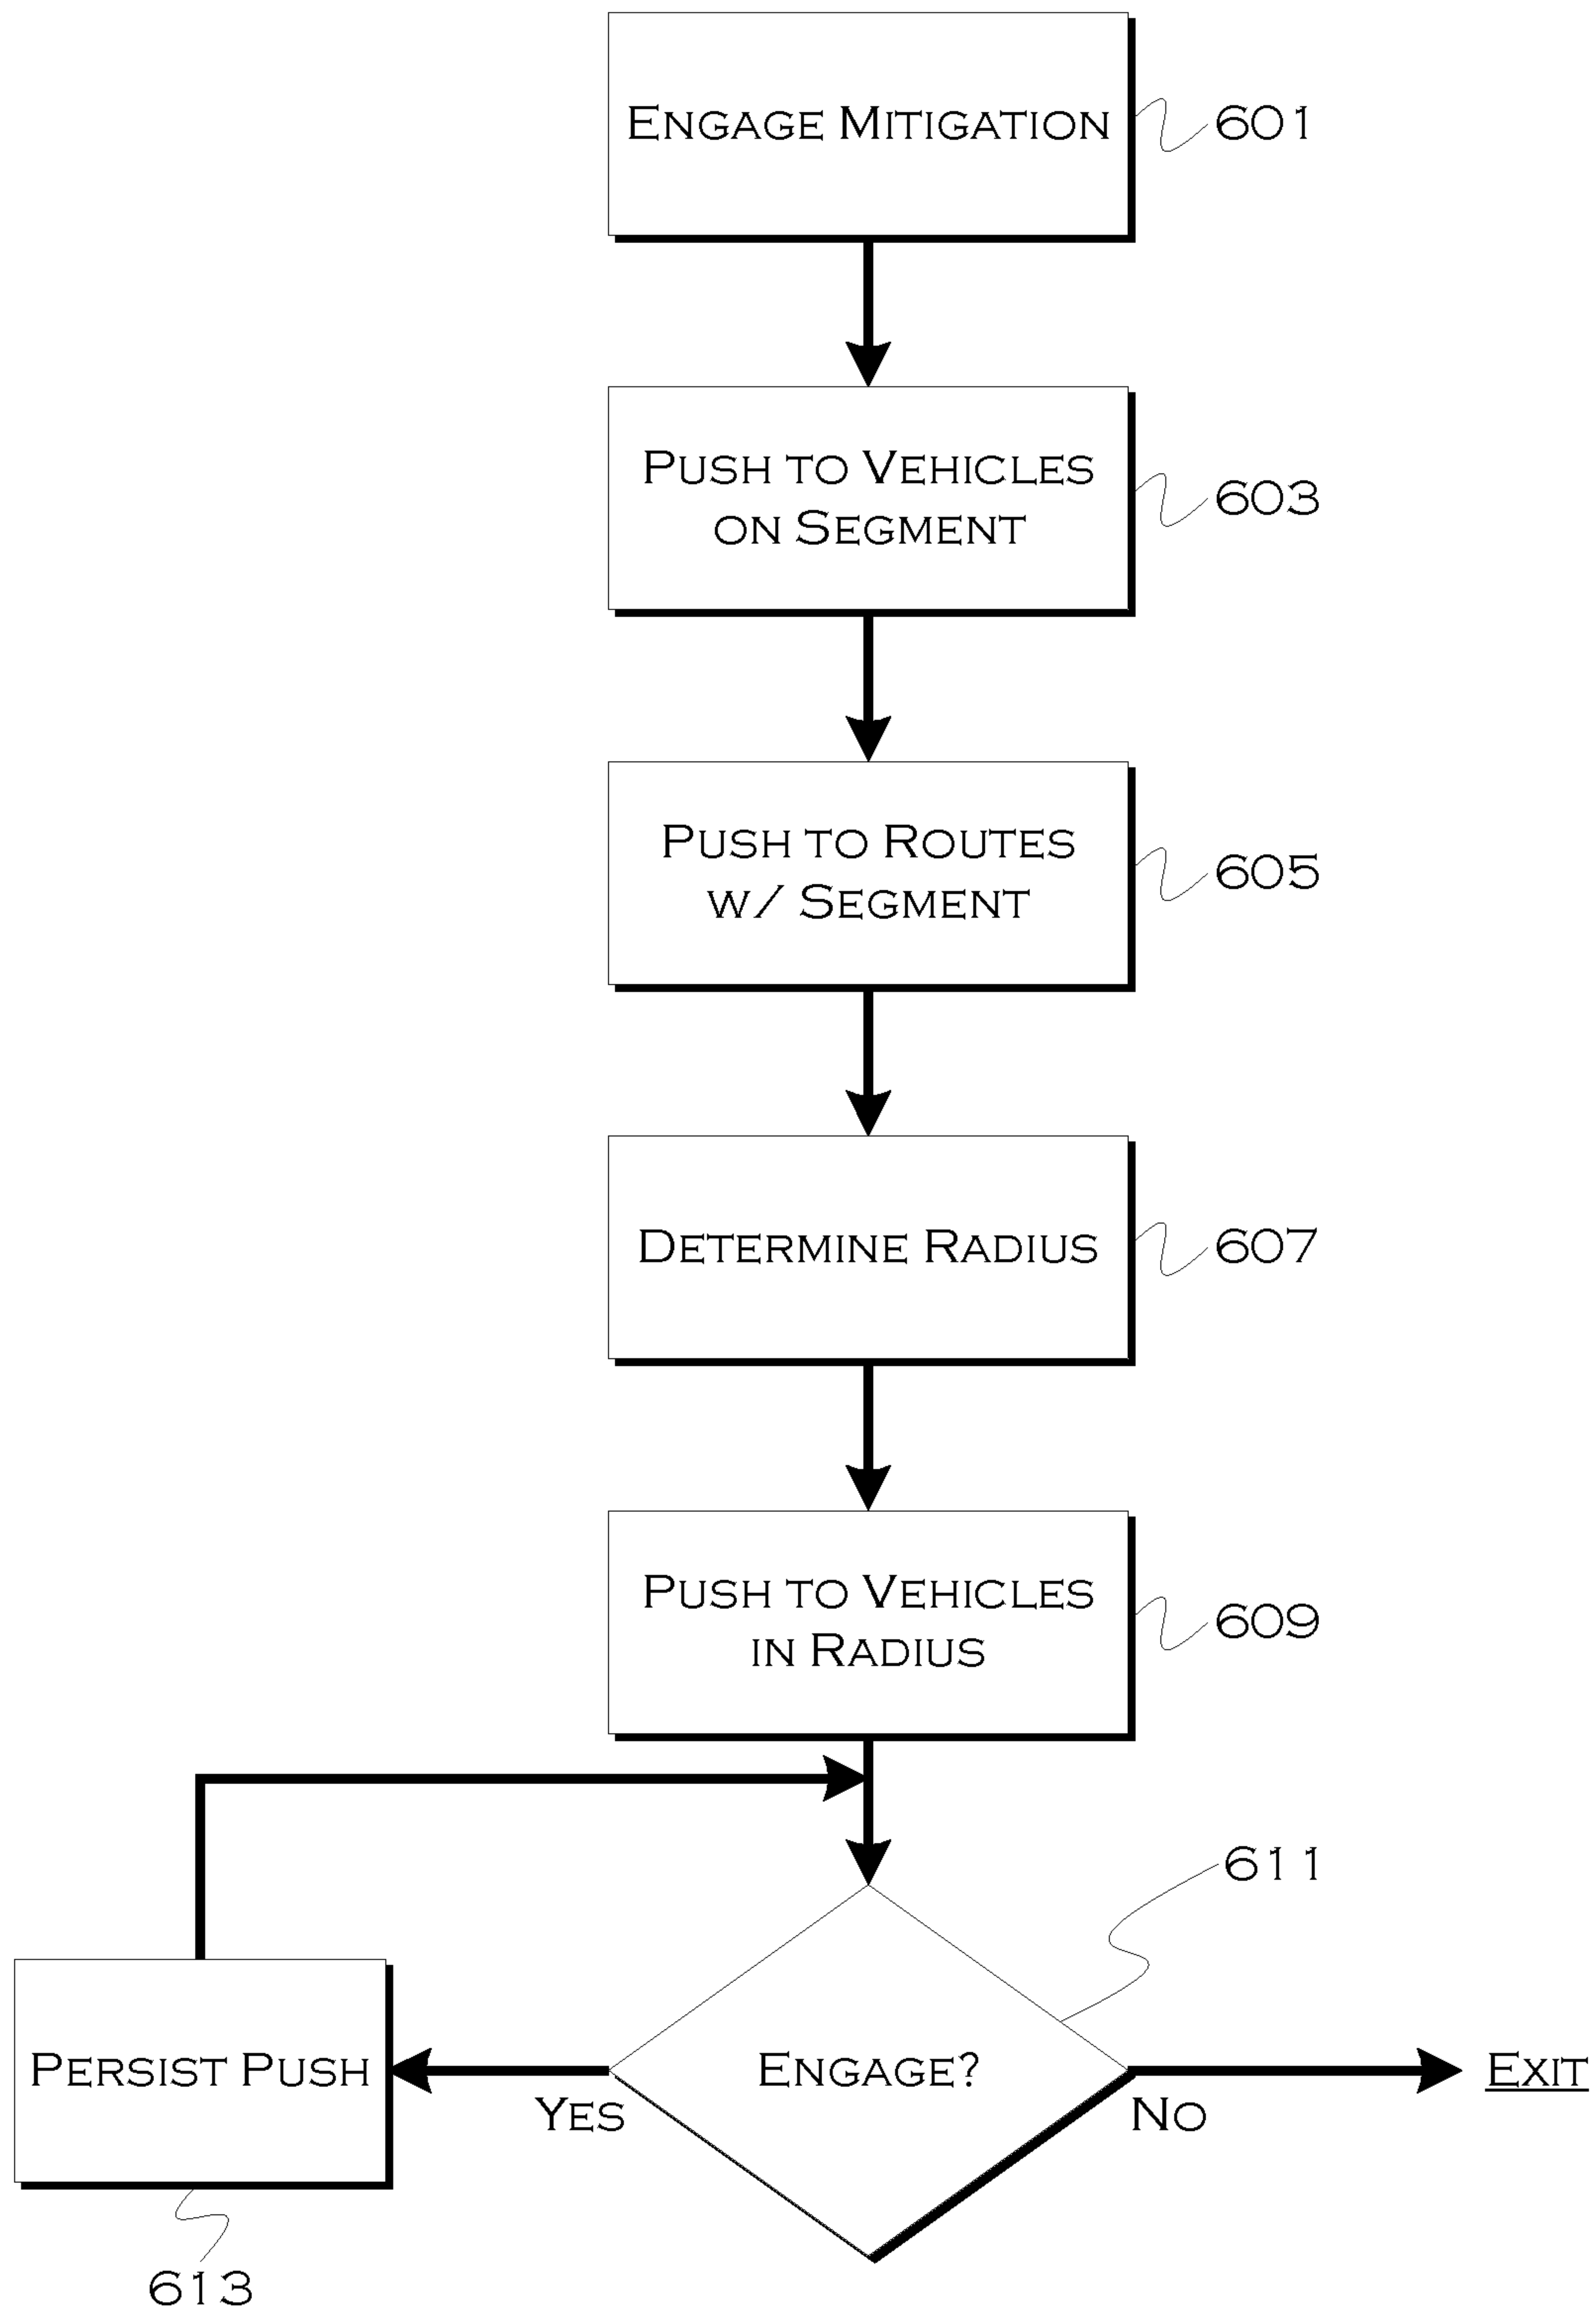 ENGAGE MITIGATION
601
PUSH TO VEHICLES
ON SEGMENT
603
PUSH TO ROUTES
W/ SEGMENT
605
DETERMINE RADIUS
607
PUSH TO VEHICLES
IN RADIUS
609
611
PERSIST PUSH
ENGAGE?
EXIT
YES
NO
613